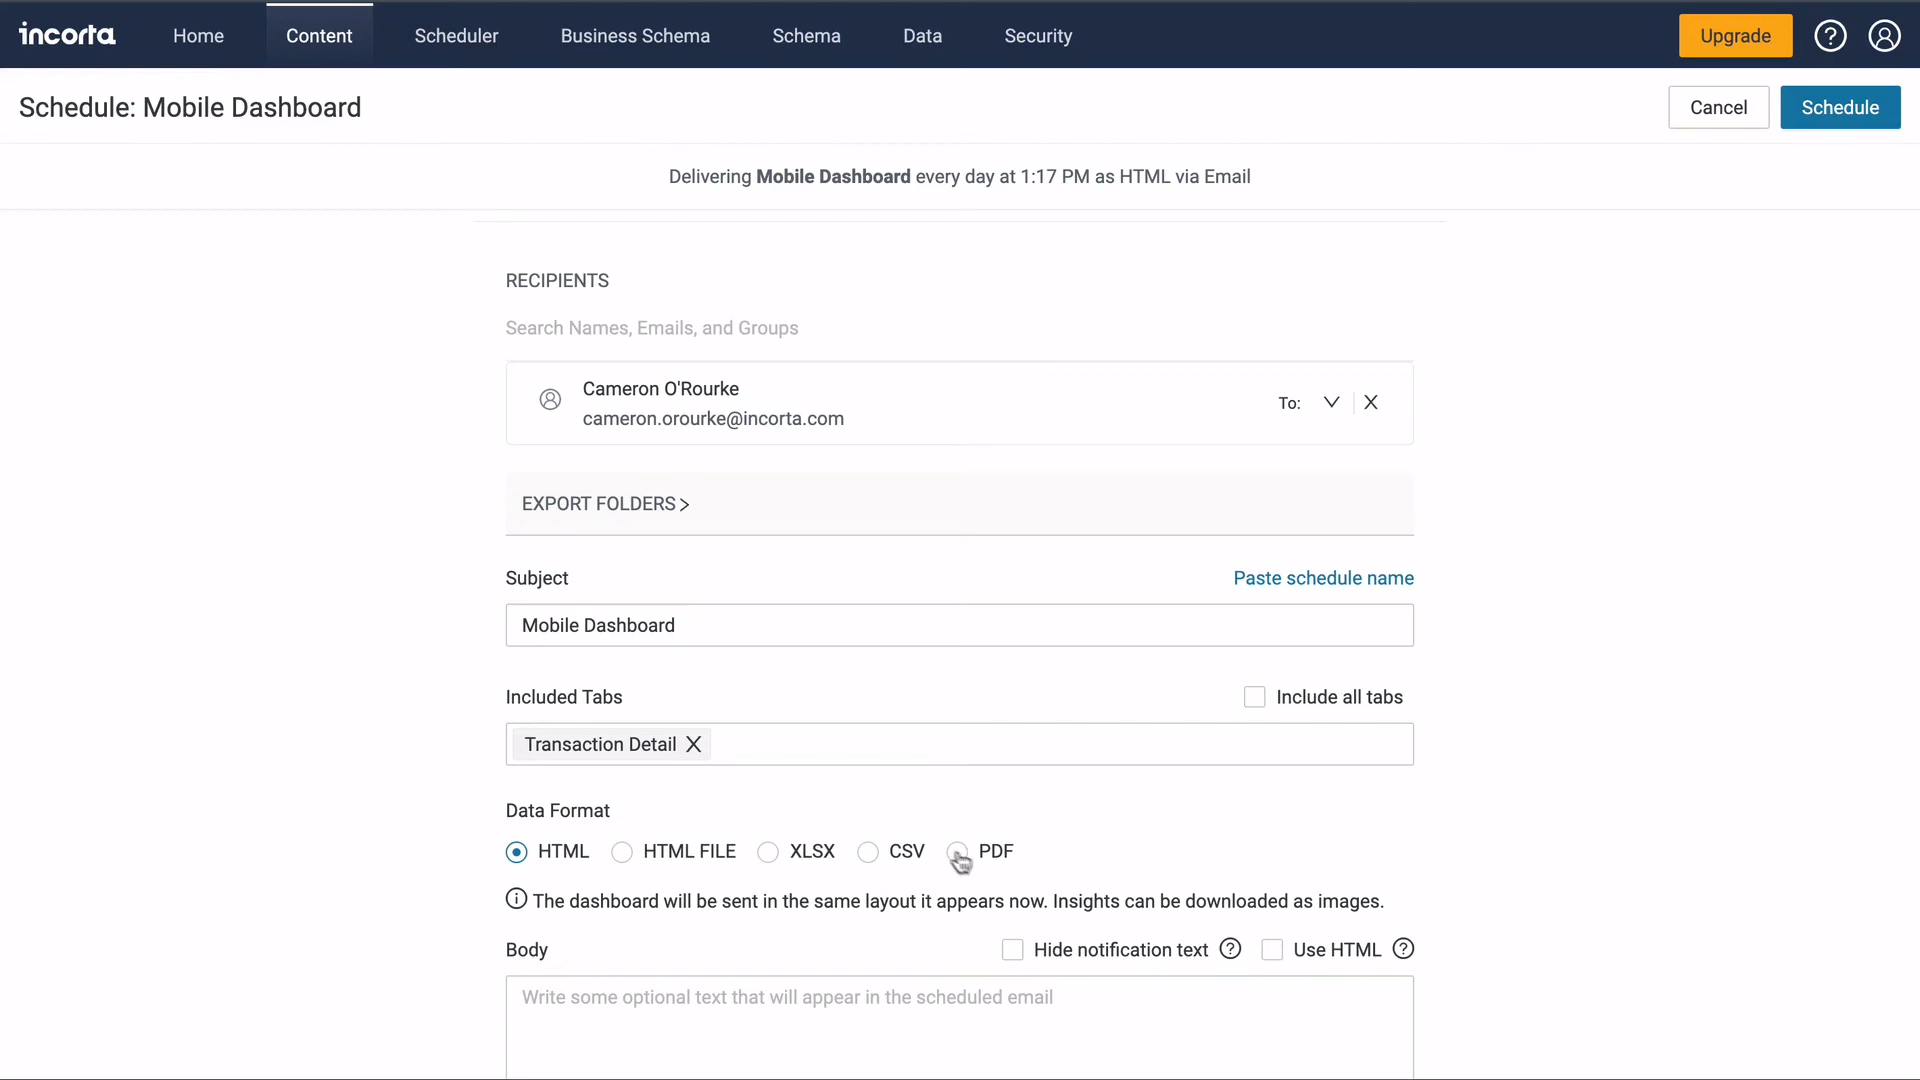 incorta Home Content Scheduler Business Schema Schema Data Security Upgrade
Schedule: Mobile Dashboard Cancel Schedule
Delivering Mobile Dashboard every day at 1:17 PM as HTML via Email
RECIPIENTS
Search Names, Emails, and Groups
Cameron O'Rourke
cameron.orourke@incorta.com
To:
EXPORT FOLDERS >
Subject Paste schedule name
Mobile Dashboard
Included Tabs Include all tabs
Transaction Detail X
Data Format
HTML HTML FILE XLSX CSV PDF
The dashboard will be sent in the same layout it appears now. Insights can be downloaded as images.
Body Hide notification text ? Use HTML ?
Write some optional text that will appear in the scheduled email